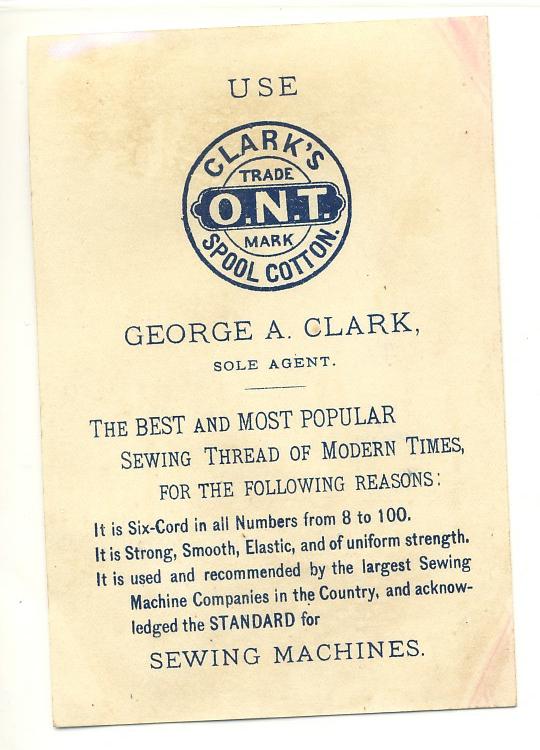 USE
CLARK'S
TRADE
O.N.T.
MARK
SPOOL COTTON.
GEORGE A. CLARK,
SOLE AGENT.
THE BEST AND MOST POPULAR
SEWING THREAD OF MODERN TIMES,
FOR THE FOLLOWING REASONS:
It is Six-Cord in all Numbers from 8 to 100.
It is Strong, Smooth, Elastic, and of uniform strength.
It is used and recommended by the largest Sewing
Machine Companies in the Country, and acknow-
ledged the STANDARD for
SEWING MACHINES.